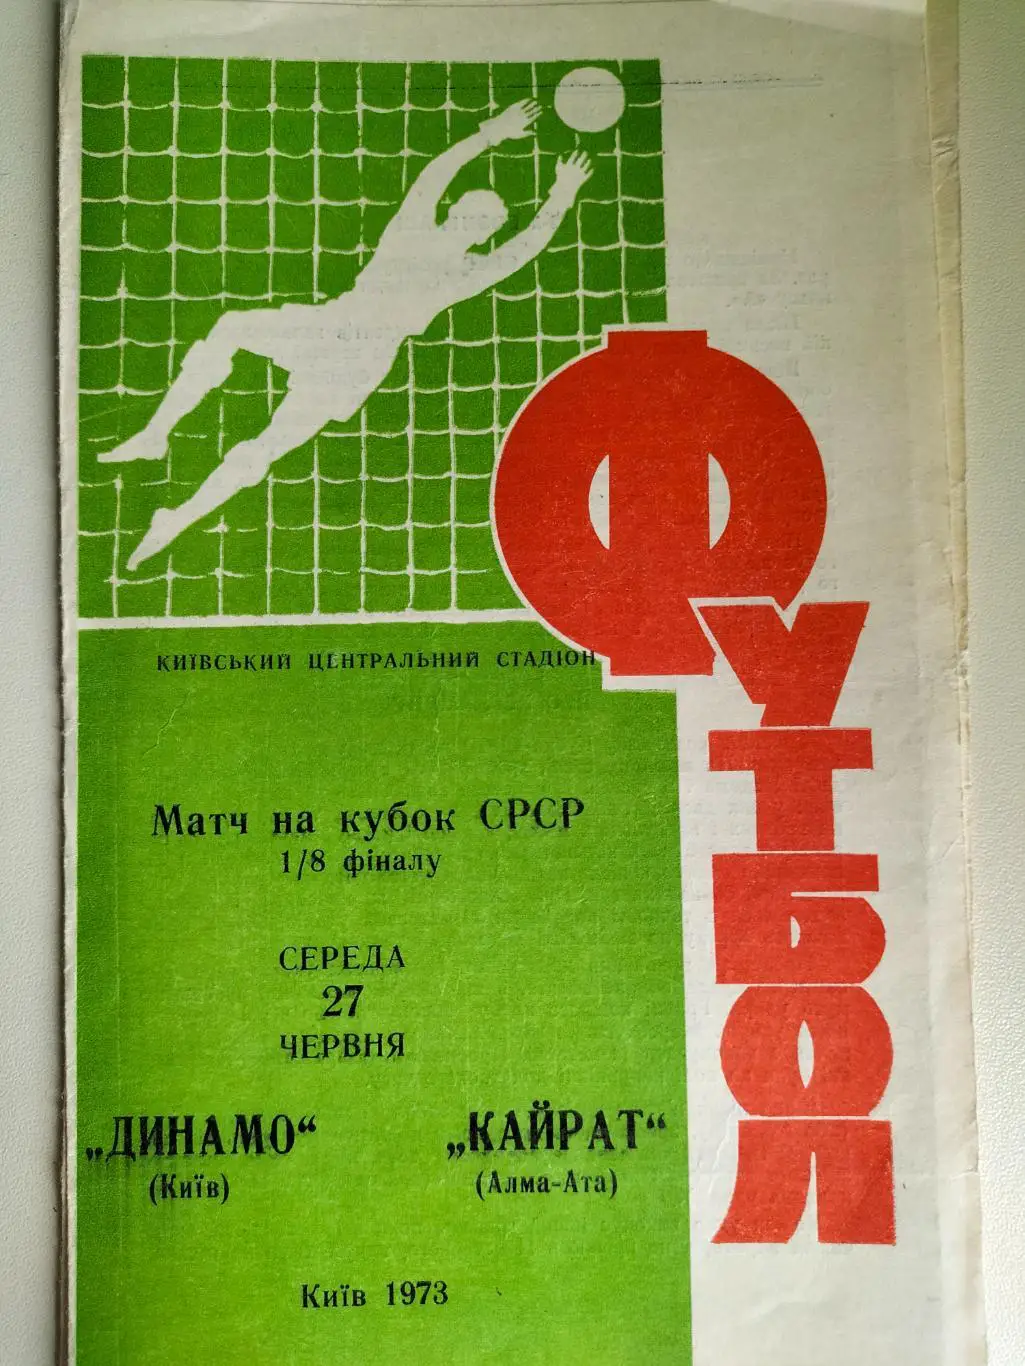 ФУТБОЛ
КИЇВСЬКИЙ ЦЕНТРАЛЬНИЙ СТАДІОН
Матч на кубок СРСР
1/8 фіналу
СЕРЕДА
27
ЧЕРВНЯ
„ДИНАМО“ „КАЙРАТ“
(Київ) (Алма-Ата)
Київ 1973